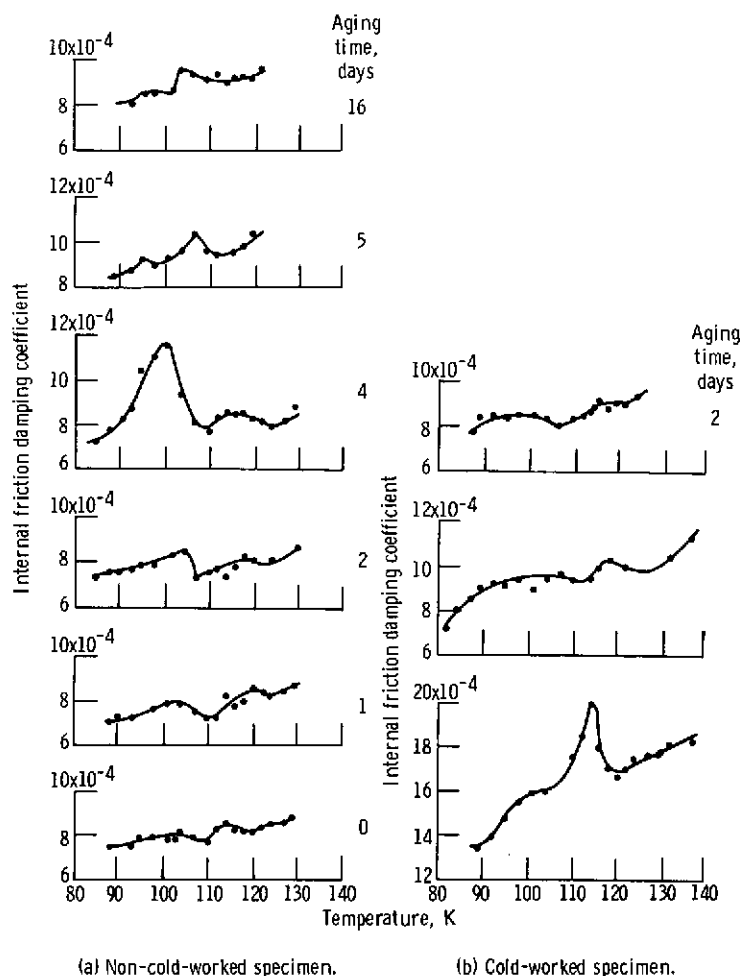 Aging
time,
days
10x10-4
8
6
16
12x10-4
10
8
5
12x10-4
10
8
6
4
10x10-4
8
6
2
10x10-4
8
6
1
10x10-4
8
6
0
80 90 100 110 120 130 140
Internal friction damping coefficient
Aging
time,
days
10x10-4
8
6
2
12x10-4
10
8
6
20x10-4
18
16
14
12
80 90 100 110 120 130 140
Internal friction damping coefficient
Temperature, K
(a) Non-cold-worked specimen.
(b) Cold-worked specimen.